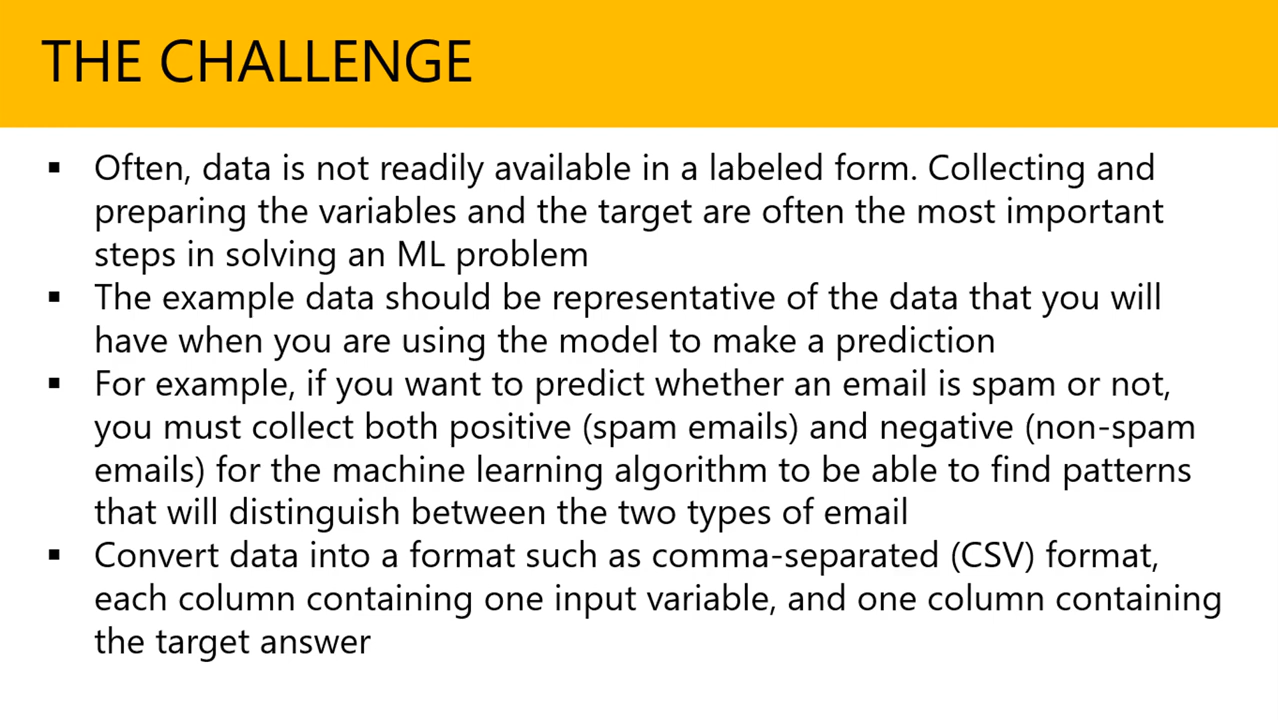 THE CHALLENGE
▪ Often, data is not readily available in a labeled form. Collecting and
preparing the variables and the target are often the most important
steps in solving an ML problem
▪ The example data should be representative of the data that you will
have when you are using the model to make a prediction
▪ For example, if you want to predict whether an email is spam or not,
you must collect both positive (spam emails) and negative (non-spam
emails) for the machine learning algorithm to be able to find patterns
that will distinguish between the two types of email
▪ Convert data into a format such as comma-separated (CSV) format,
each column containing one input variable, and one column containing
the target answer